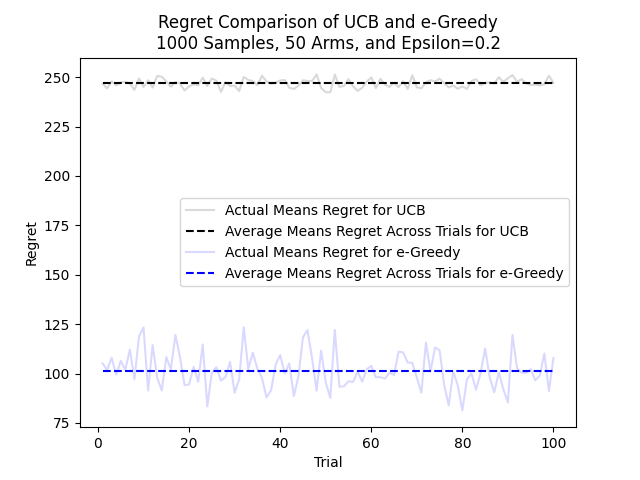 Regret Comparison of UCB and e-Greedy
1000 Samples, 50 Arms, and Epsilon=0.2
250
225
200
175
150
125
100
75
Regret
Actual Means Regret for UCB
Average Means Regret Across Trials for UCB
Actual Means Regret for e-Greedy
Average Means Regret Across Trials for e-Greedy
0 20 40 60 80 100
Trial